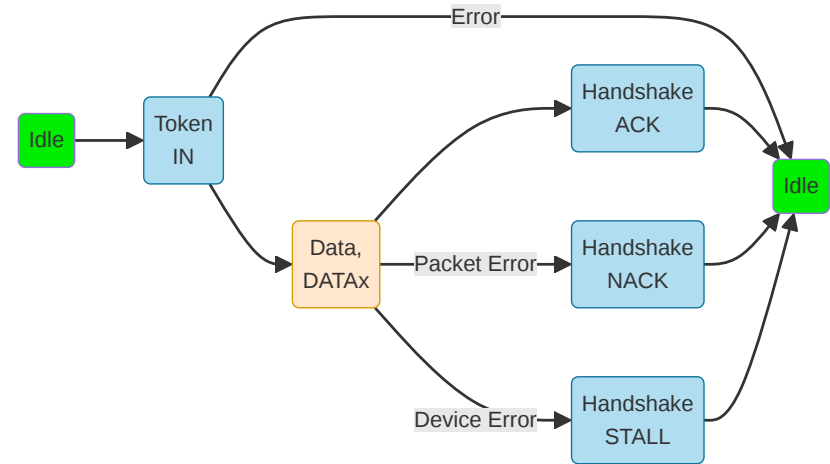 Error
Idle
Token
IN
Data,
DATAx
Handshake
ACK
Packet Error
Handshake
NACK
Device Error
Handshake
STALL
Idle